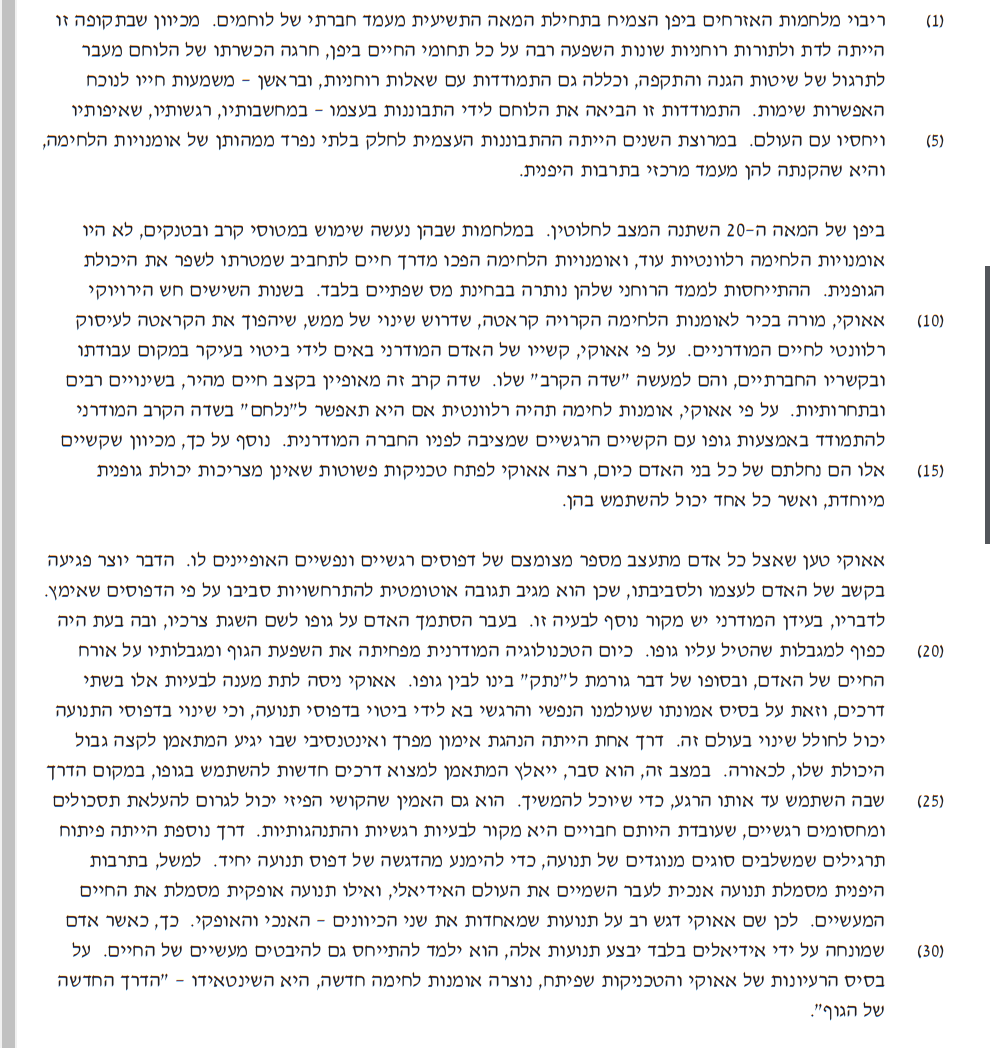 (1) ריבוי מלחמות האזרחים ביפן הצמיח בתחילת המאה התשיעית מעמד חברתי של לוחמים. מכיוון שבתקופה זו
הייתה לדת ולתורות רוחניות שונות השפעה רבה על כל תחומי החיים ביפן, חרגה הכשרתו של הלוחם מעבר
לתרגול של שיטות הגנה והתקפה, וכללה גם התמודדות עם שאלות רוחניות, ובראשן – משמעות חייו לנוכח
האפשרות שימות. התמודדות זו הביאה את הלוחם לידי התבוננות בעצמו – במחשבותיו, רגשותיו, שאיפותיו
(5) ויחסיו עם העולם. במרוצת השנים הייתה ההתבוננות העצמית לחלק בלתי נפרד ממהותן של אומנויות הלחימה,
והיא שהקנתה להן מעמד מרכזי בתרבות היפנית.
ביפן של המאה ה-20 השתנה המצב לחלוטין. במלחמות שבהן נעשה שימוש במטוסי קרב ובטנקים, לא היו
אומנויות הלחימה רלוונטיות עוד, ואומנויות הלחימה הפכו מדרך חיים לתחביב שמטרתו לשפר את היכולת
הגופנית. ההתייחסות לממד הרוחני שלהן נותרה בבחינת מס שפתיים בלבד. בשנות השישים חש הירויוקי
(10) אאוקי, מורה בכיר לאומנות הלחימה הקרויה קראטה, שדרוש שינוי של ממש, שיהפוך את הקראטה לעיסוק
רלוונטי לחיים המודרניים. על פי אאוקי, קשייו של האדם המודרני באים לידי ביטוי בעיקר במקום עבודתו
ובקשריו החברתיים, והם למעשה "שדה הקרב" שלו. שדה קרב זה מאופיין בקצב חיים מהיר, בשינויים רבים
ובתחרותיות. על פי אאוקי, אומנות לחימה תהיה רלוונטית אם היא תאפשר ל"נלחם" בשדה הקרב המודרני
להתמודד באמצעות גופו עם הקשיים הרגשיים שמציבה לפניו החברה המודרנית. נוסף על כך, מכיוון שקשיים
(15) אלו הם נחלתם של כל בני האדם כיום, רצה אאוקי לפתח טכניקות פשוטות שאינן מצריכות יכולת גופנית
מיוחדת, ואשר כל אחד יכול להשתמש בהן.
אאוקי טען שאצל כל אדם מתעצב מספר מצומצם של דפוסים רגשיים ונפשיים האופייניים לו. הדבר יוצר פגיעה
בקשב של האדם לעצמו ולסביבתו, שכן הוא מגיב תגובה אוטומטית להתרחשויות סביבו על פי הדפוסים שאימץ.
לדבריו, בעידן המודרני יש מקור נוסף לבעיה זו. בעבר הסתמך האדם על גופו לשם השגת צרכיו, ובה בעת היה
(20) כפוף למגבלות שהטיל עליו גופו. כיום הטכנולוגיה המודרנית מפחיתה את השפעת הגוף ומגבלותיו על אורח
החיים של האדם, ובסופו של דבר גורמת ל"נתק" בינו לבין גופו. אאוקי ניסה לתת מענה לבעיות אלו בשתי
דרכים, וזאת על בסיס אמונתו שעולמנו הנפשי והרגשי בא לידי ביטוי בדפוסי תנועה, וכי שינוי בדפוסי התנועה
יכול לחולל שינוי בעולם זה. דרך אחת הייתה הנהגת אימון מפרך ואינטנסיבי שבו יגיע המתאמן לקצה גבול
היכולת שלו, לכאורה. במצב זה, הוא סבר, ייאלץ המתאמן למצוא דרכים חדשות להשתמש בגופו, במקום הדרך
(25) שבה השתמש עד אותו הרגע, כדי שיוכל להמשיך. הוא גם האמין שהקושי הפיזי יכול לגרום להעלאת תסכולים
ומחסומים רגשיים, שעובדת היותם חבויים היא מקור לבעיות רגשיות והתנהגותיות. דרך נוספת הייתה פיתוח
תרגילים שמשלבים סוגים מנוגדים של תנועה, כדי להימנע מהדגשה של דפוס תנועה יחיד. למשל, בתרבות
היפנית מסמלת תנועה אנכית לעבר השמיים את העולם האידיאלי, ואילו תנועה אופקית מסמלת את החיים
המעשיים. לכן שם אאוקי דגש רב על תנועות שמאחדות את שני הכיוונים – האנכי והאופקי. כך, כאשר אדם
(30) שמונחה על ידי אידיאלים בלבד יבצע תנועות אלה, הוא ילמד להתייחס גם להיבטים מעשיים של החיים. על
בסיס הרעיונות של אאוקי והטכניקות שפיתח, נוצרה אומנות לחימה חדשה, היא השינטאידו – "הדרך החדשה
של הגוף".